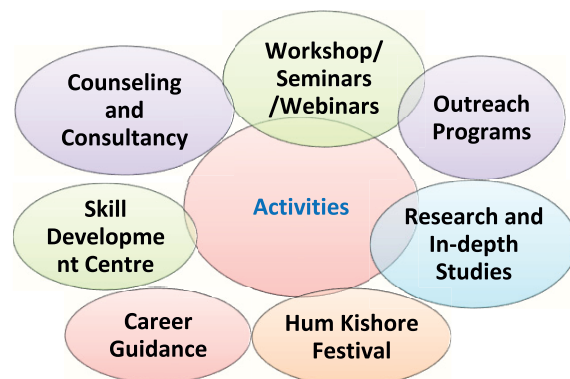 Workshop/
Seminars
/Webinars
Counseling
and
Consultancy
Outreach
Programs
Activities
Skill
Developme
nt Centre
Research and
In-depth
Studies
Career
Guidance
Hum Kishore
Festival